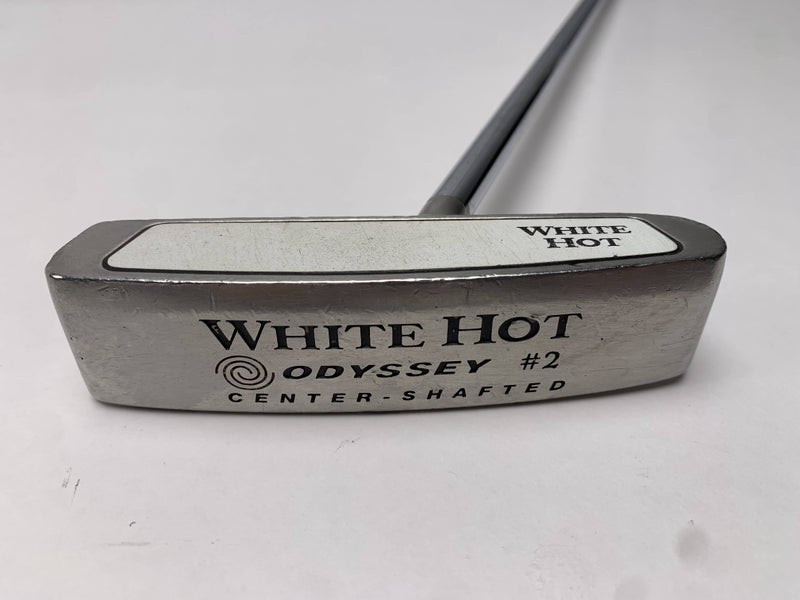 WHITE
HOT
WHITE HOT
ODYSSEY #2
CENTER-SHAFTED